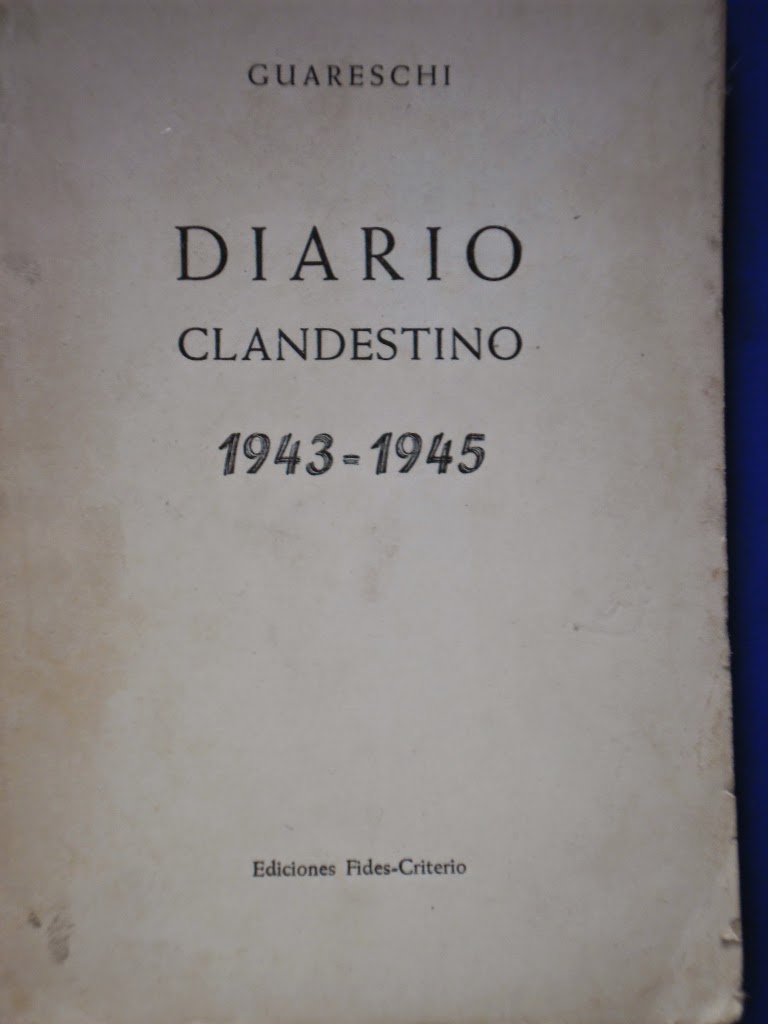 GUARESCHI
DIARIO
CLANDESTINO
1943-1945
Ediciones Fides-Criterio